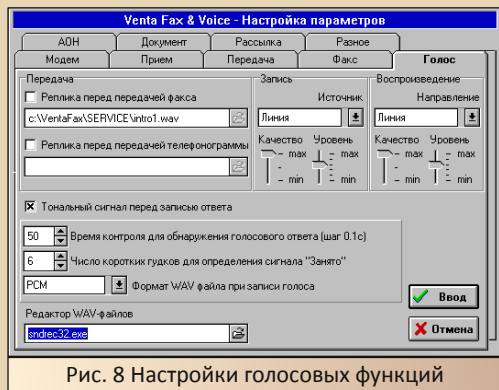 Venta Fax & Voice - Настройка параметров
АОН Документ Рассылка Разное
Модем Прием Передача Факс Голос
Передача Запись Воспроизведение
Реплика перед передачей факса Источник Направление
c:\VentaFax\SERVICE\intro1.wav Линия Линия
Реплика перед передачей телефонограммы Качество Уровень Качество Уровень
max max max max
min min min min
Тональный сигнал перед записью ответа
50 Время контроля для обнаружения голосового ответа (шаг 0.1с)
6 Число коротких гудков для определения сигнала "Занято"
PCM Формат WAV файла при записи голоса
Ввод
Редактор WAV-файлов
sndrec32.exe Отмена
Рис. 8 Настройки голосовых функций